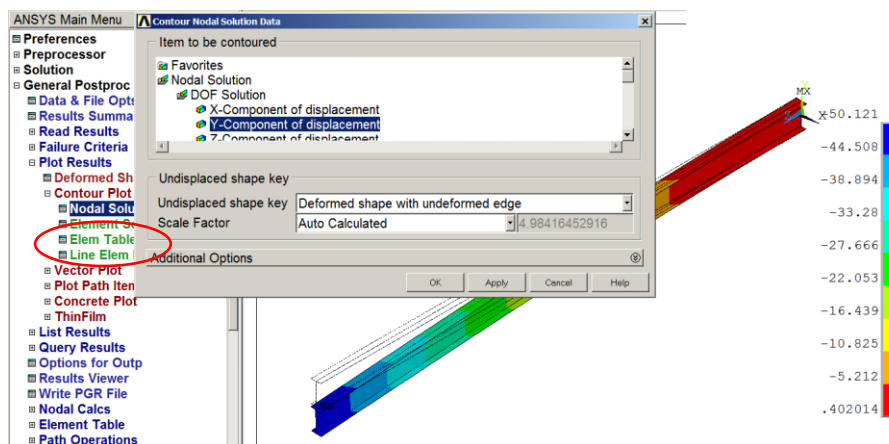 ANSYS Main Menu
Preferences
Preprocessor
Solution
General Postproc
Data & File Opts
Results Summa
Read Results
Failure Criteria
Plot Results
Deformed Sh
Contour Plot
Nodal Solu
Element So
Elem Table
Line Elem
Vector Plot
Plot Path Item
Concrete Plot
ThinFilm
List Results
Query Results
Options for Outp
Results Viewer
Write PGR File
Nodal Calcs
Element Table
Path Operations
Contour Nodal Solution Data
Item to be contoured
Favorites
Nodal Solution
DOF Solution
X-Component of displacement
Y-Component of displacement
Z-Component of displacement
Undisplaced shape key
Undisplaced shape key
Deformed shape with undeformed edge
Scale Factor
Auto Calculated
4.98416452916
Additional Options
OK
Apply
Cancel
Help
MX
Y
X
Z
-50.121
-44.508
-38.894
-33.28
-27.666
-22.053
-16.439
-10.825
-5.212
.402014